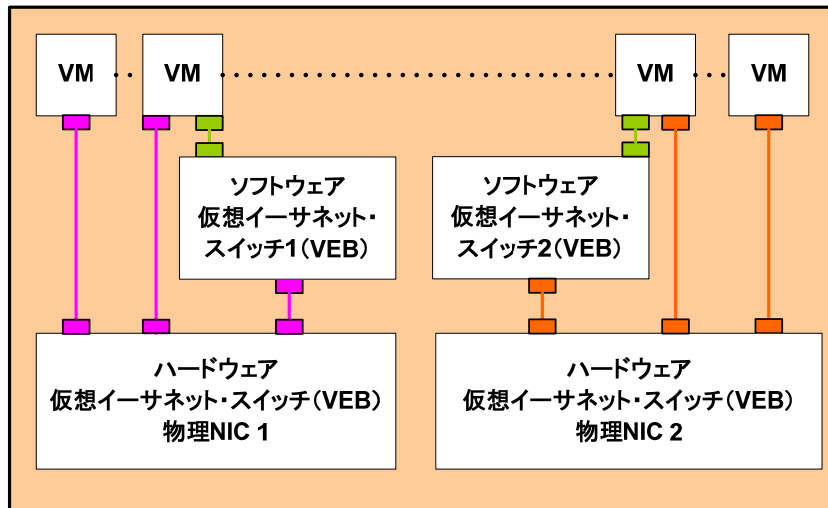 VM
VM
VM
VM
ソフトウェア
仮想イーサネット・
スイッチ1(VEB)
ソフトウェア
仮想イーサネット・
スイッチ2(VEB)
ハードウェア
仮想イーサネット・スイッチ(VEB)
物理NIC 1
ハードウェア
仮想イーサネット・スイッチ(VEB)
物理NIC 2